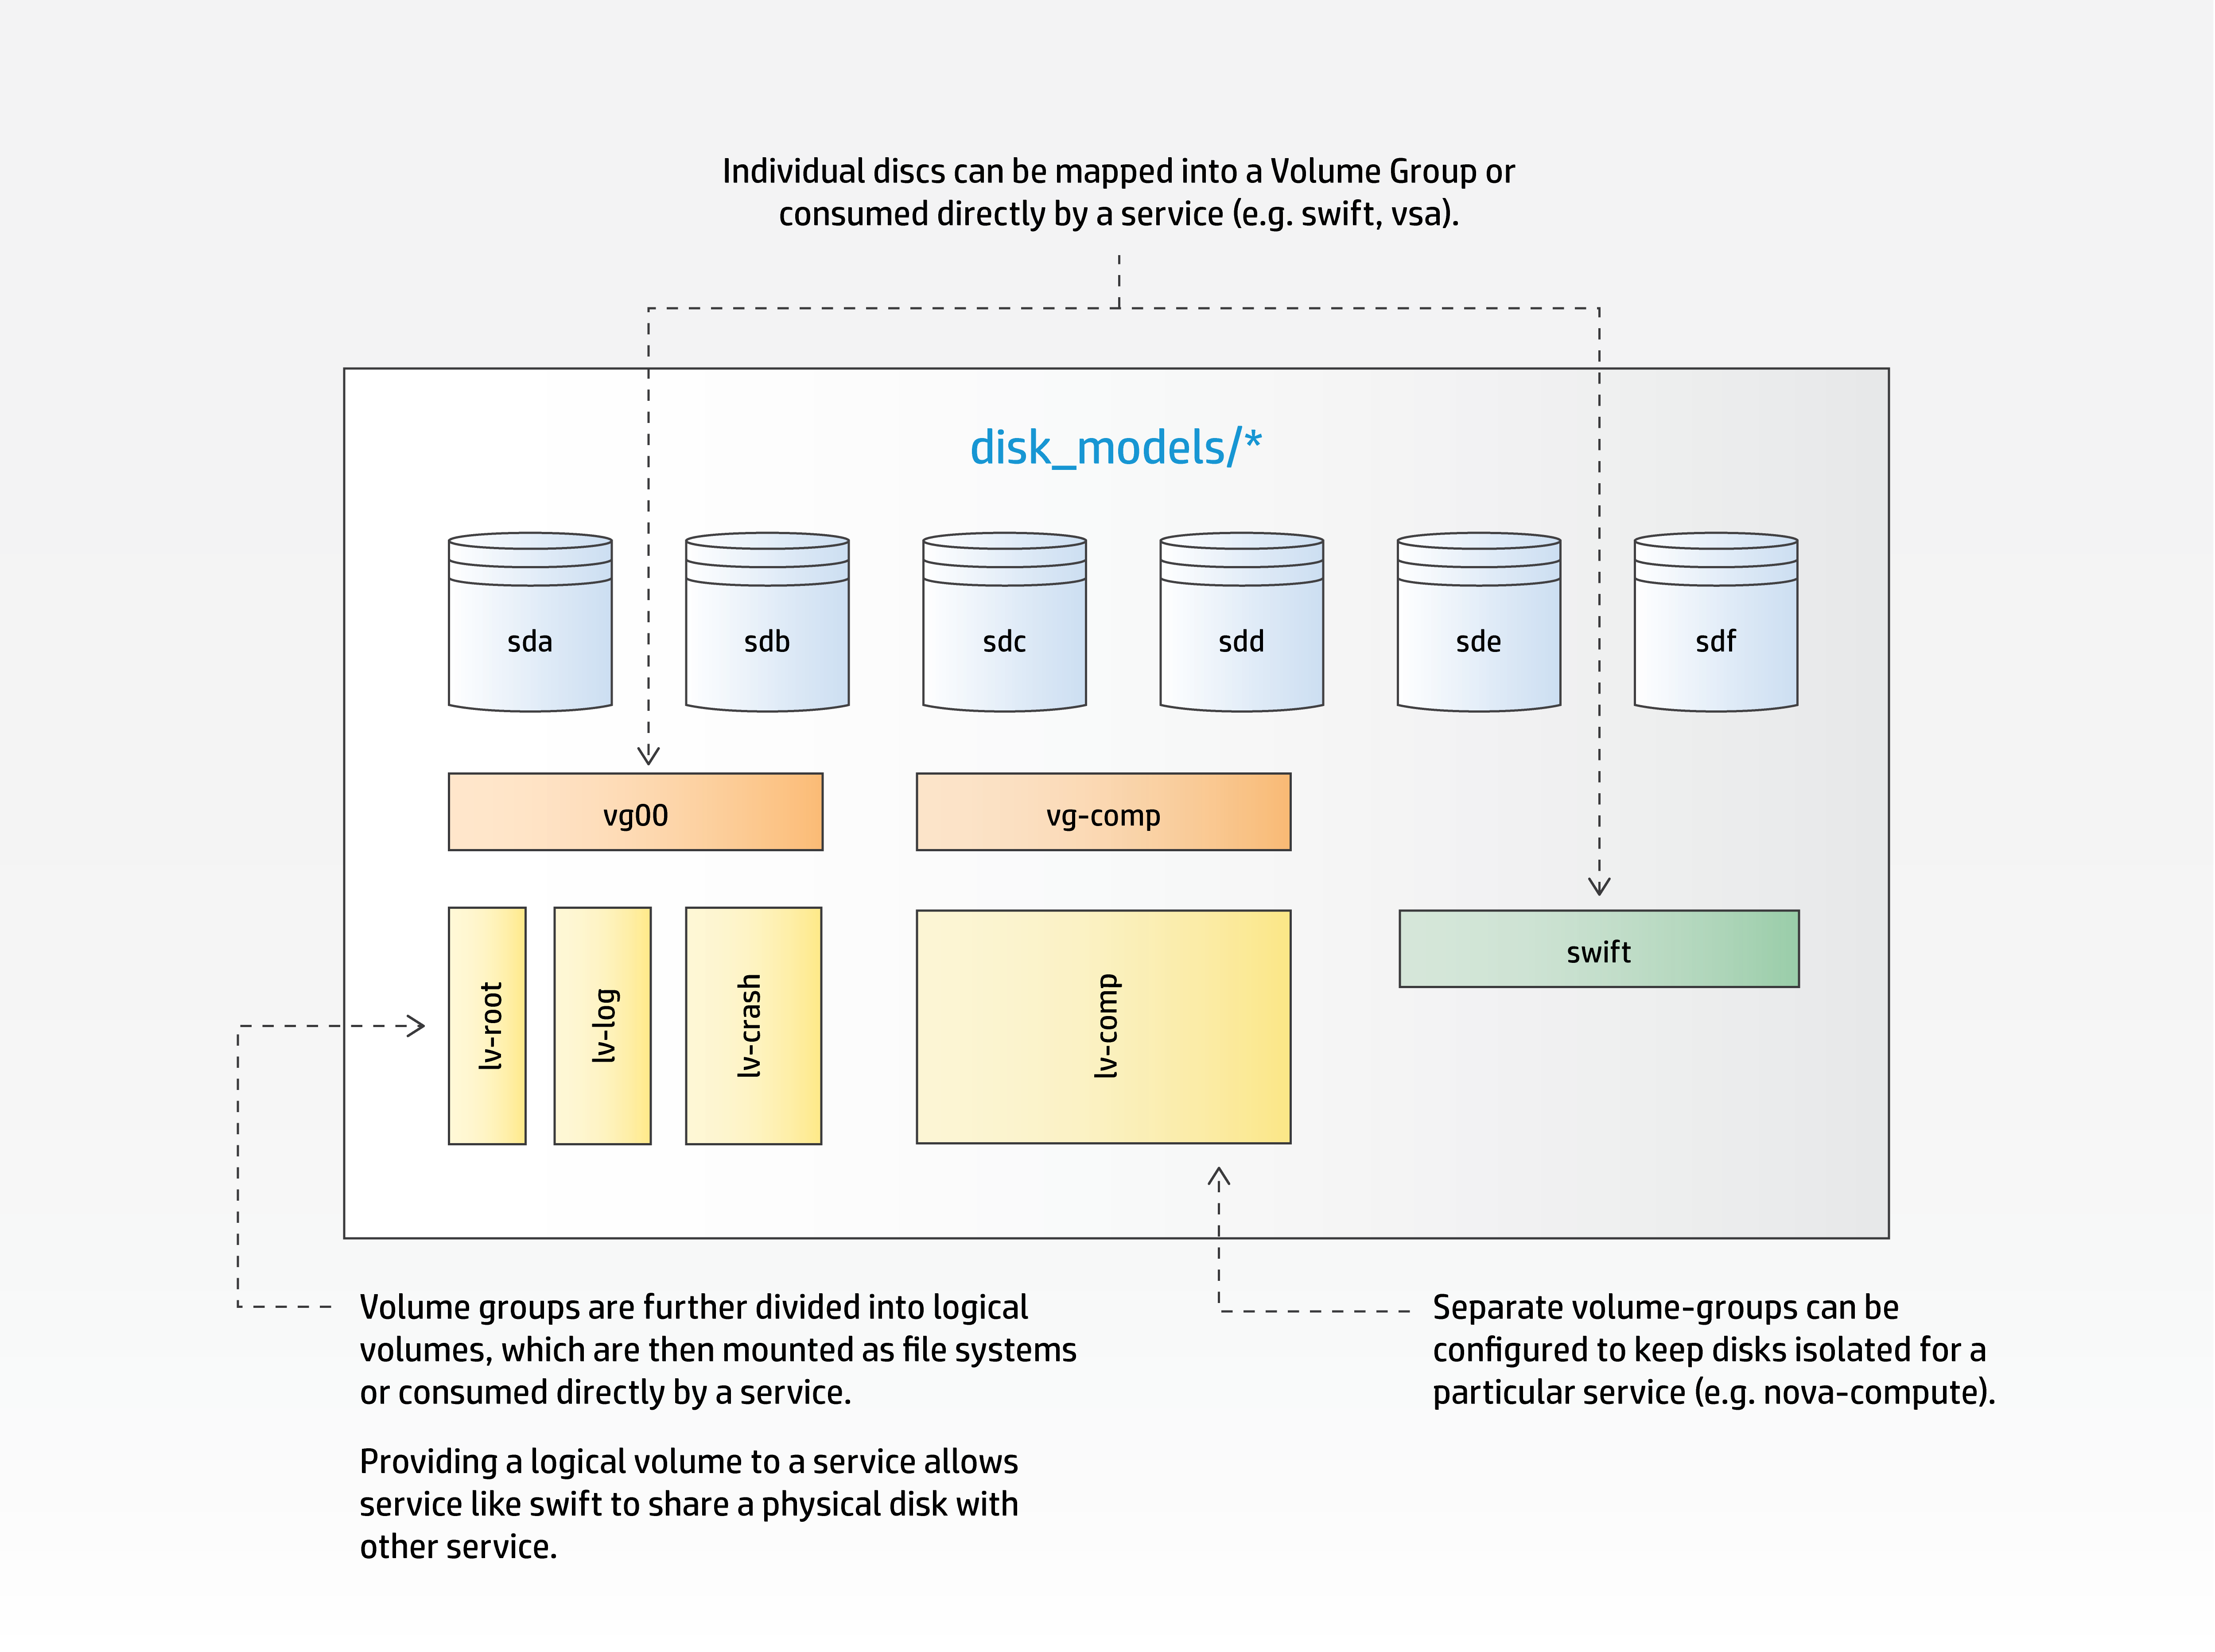 Individual discs can be mapped into a Volume Group or
consumed directly by a service (e.g. swift, vsa).
disk_models/*
sda
sdb
sdc
sdd
sde
sdf
vg00
vg-comp
lv-root
lv-log
lv-crash
lv-comp
swift
Volume groups are further divided into logical
volumes, which are then mounted as file systems
or consumed directly by a service.
Providing a logical volume to a service allows
service like swift to share a physical disk with
other service.
Separate volume-groups can be
configured to keep disks isolated for a
particular service (e.g. nova-compute).